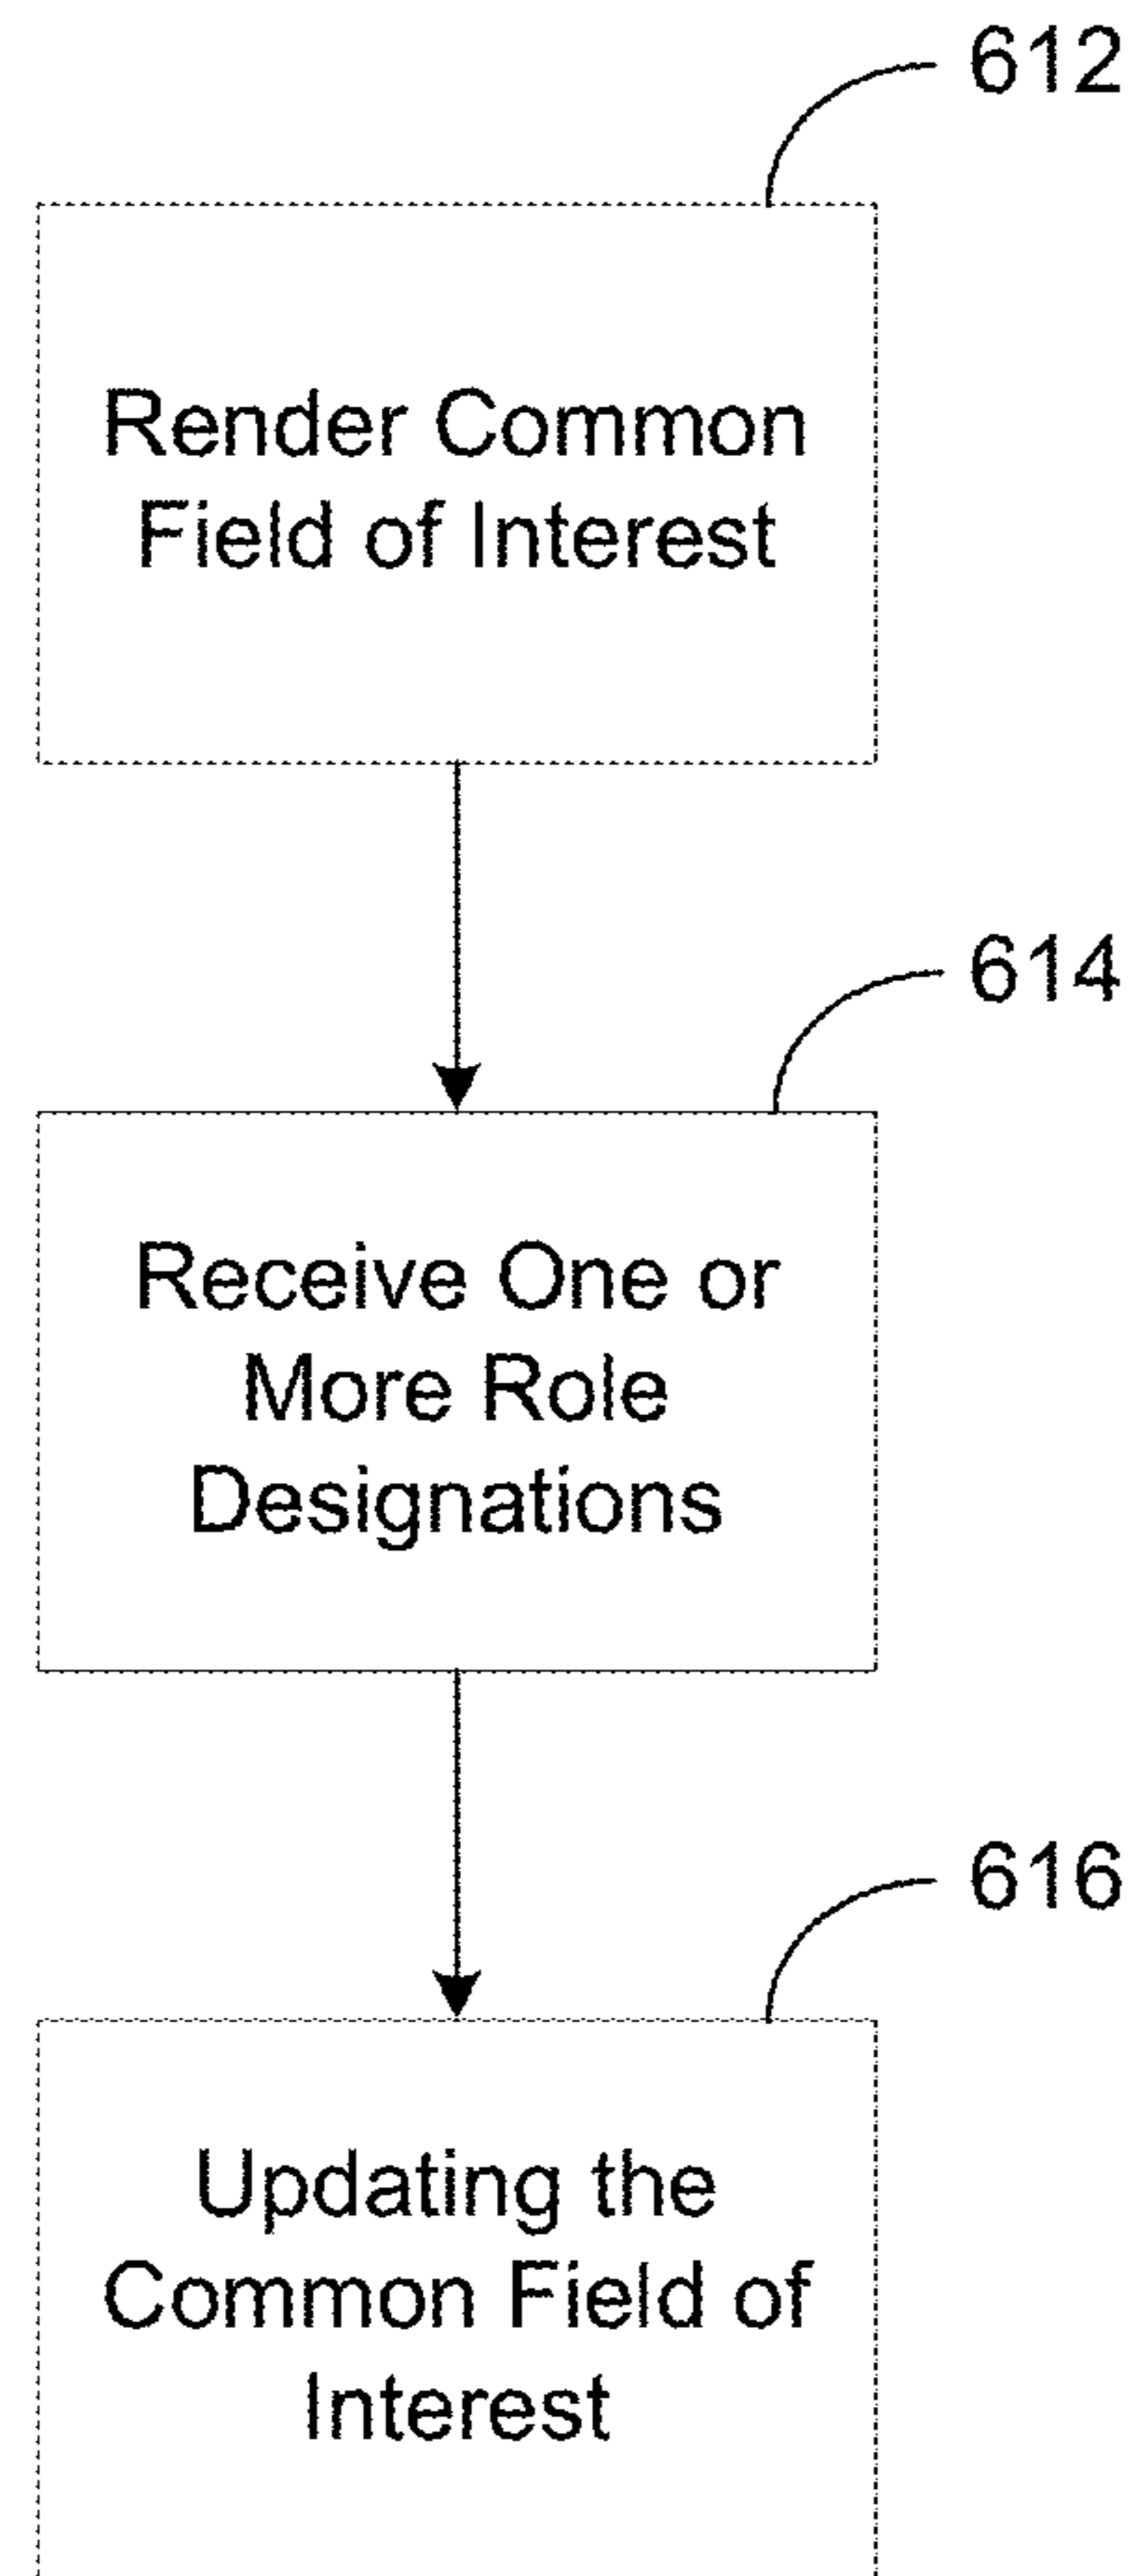 612
Render Common
Field of Interest
614
Receive One or
More Role
Designations
616
Updating the
Common Field of
Interest